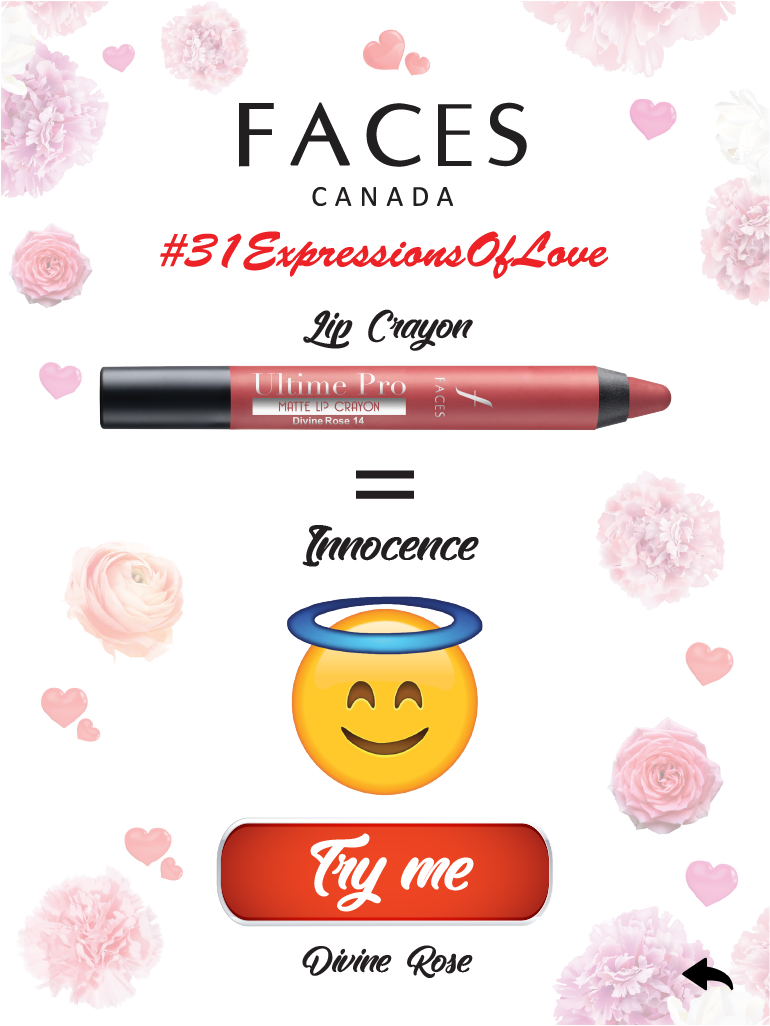 FACES
CANADA
#31ExpressionsOfLove
Lip Crayon
Ultime Pro
MATTE LIP CRAYON
Divine Rose 14
FACES
f
=
Innocence
Try me
Divine Rose